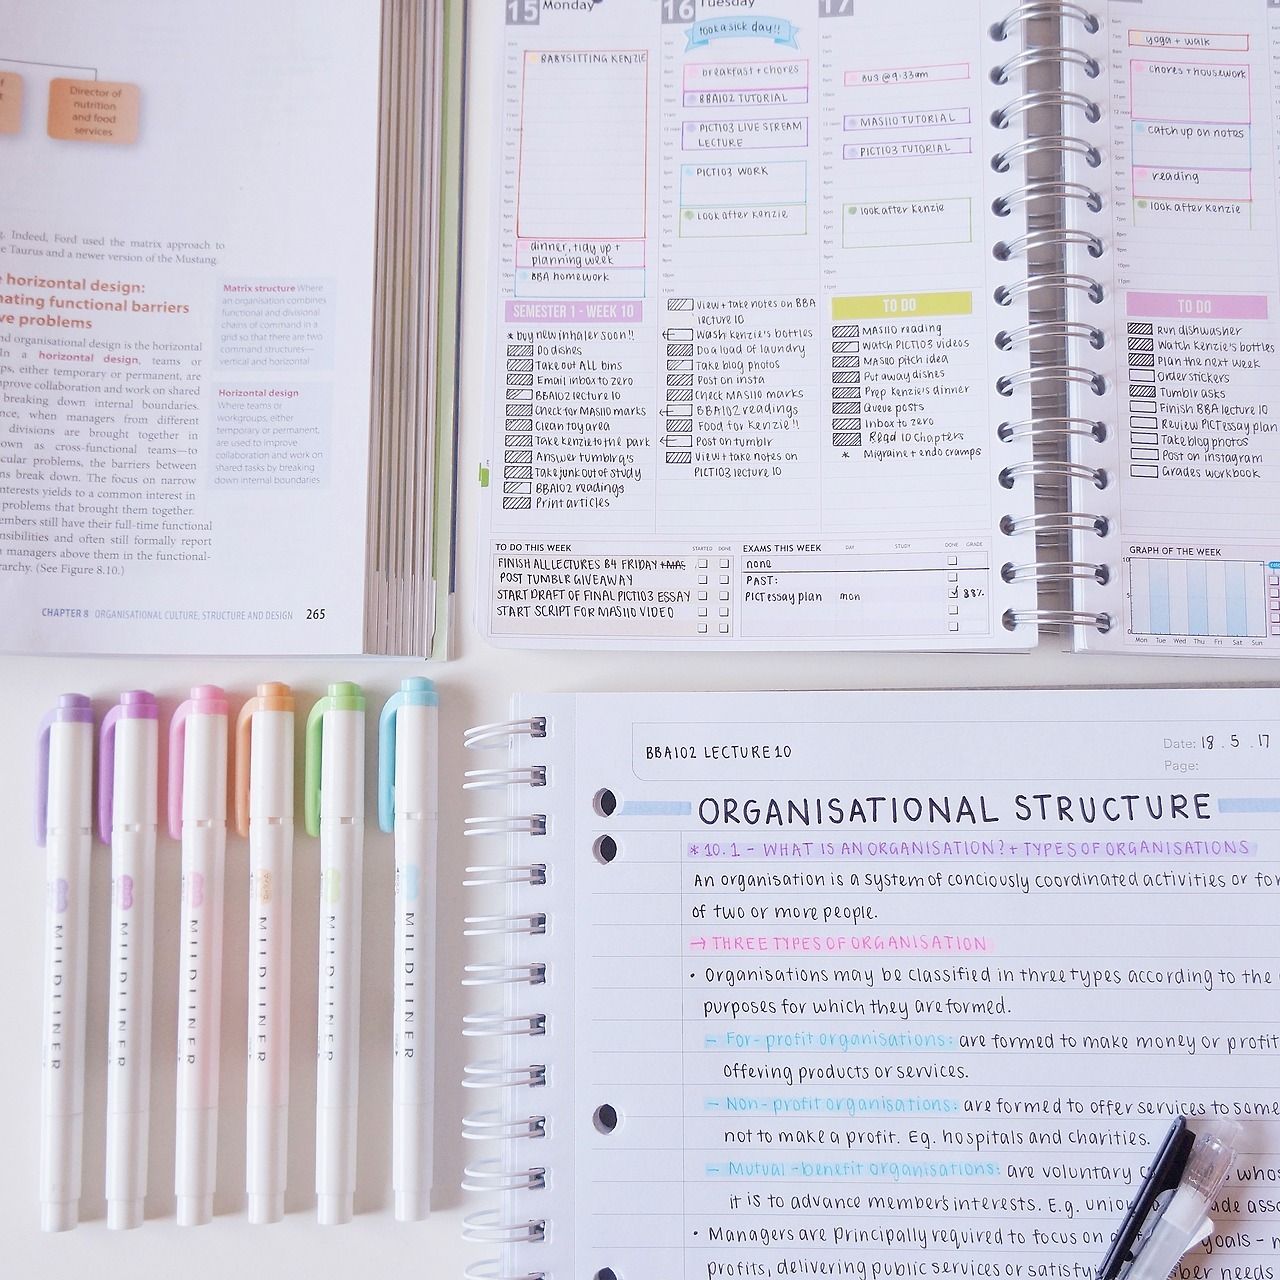 Director of
nutrition
and food
services
g. Indeed, Ford used the matrix approach to
e Taurus and a newer version of the Mustang.
horizontal design:
nating functional barriers
ve problems
nd organisational design is the horizontal
In a horizontal design, teams or
ps, either temporary or permanent, are
mprove collaboration and work on shared
breaking down internal boundaries.
nce, when managers from different
divisions are brought together in
own as cross-functional teams—to
cular problems, the barriers between
ns break down. The focus on narrow
nterests yields to a common interest in
problems that brought them together.
embers still have their full-time functional
nsibilities and often still formally report
managers above them in the functional-
rarchy. (See Figure 8.10.)
Matrix structure Where
an organisation combines
functional and divisional
chains of command in a
grid so that there are two
command structures—
vertical and horizontal
Horizontal design
Where teams or
workgroups, either
temporary or permanent,
are used to improve
collaboration and work on
shared tasks by breaking
down internal boundaries
CHAPTER 8 ORGANISATIONAL CULTURE, STRUCTURE AND DESIGN 265
15 Monday
BABYSITTING KENZIE
dinner, tidy up +
planning week
BBA homework
SEMESTER 1 - WEEK 10
* buy new inhaler soon!!
Do dishes
Take out ALL bins
Email inbox to zero
BBA102 lecture 10
Check for MAS110 marks
Clean toy area
Take kenzie to the park
Answer tumblr q's
Take junk out of study
BBA102 readings
Print articles
16 Tuesday
took a sick day!!
breakfast + chores
BBA102 TUTORIAL
PICT103 LIVE STREAM
LECTURE
PICT103 WORK
Look after Kenzie
View + take notes on BBA
lecture 10
Wash Kenzie's bottles
Do a load of laundry
Take blog photos
Post on insta
Check MAS110 marks
BBA102 readings
Food for Kenzie!!
Post on tumblr
View + take notes on
PICT103 lecture 10
17
BUS @ 9.33am
MAS110 TUTORIAL
PICT103 TUTORIAL
look after Kenzie
TO DO
MAS110 reading
Watch PICT103 videos
MAS110 pitch idea
Put away dishes
Prep Kenzie's dinner
Queue posts
Inbox to zero
Read 10 Chapters
* Migraine + endo cramps
yoga + walk
chores + housework
catch up on notes
reading
look after Kenzie
TO DO
Run dishwasher
Watch Kenzie's bottles
Plan the next week
Order stickers
Tumblr asks
Finish BBA lecture 10
Review PICT essay plan
Take blog photos
Post on instagram
Grades workbook
TO DO THIS WEEK STARTED DONE
FINISH ALL LECTURES B4 FRIDAY
POST TUMBLR GIVEAWAY
START DRAFT OF FINAL PICT103 ESSAY
START SCRIPT FOR MAS110 VIDEO
EXAMS THIS WEEK DAY STUDY DONE GRADE
none
PAST:
PICT essay plan mon 88%
GRAPH OF THE WEEK
10
5
0
Mon Tue Wed Thu Fri Sat Sun
MILDLINER
MILDLINER
MILDLINER
MILDLINER
MILDLINER
MILDLINER
BBA102 LECTURE 10
Date: 18 . 5 . 17
Page:
ORGANISATIONAL STRUCTURE
* 10.1 - WHAT IS AN ORGANISATION? + TYPES OF ORGANISATIONS
An organisation is a system of conciously coordinated activities or for
of two or more people.
→ THREE TYPES OF ORGANISATION
• Organisations may be classified in three types according to the
purposes for which they are formed.
- For-profit organisations: are formed to make money or profit
offering products or services.
- Non-profit organisations: are formed to offer services to some
not to make a profit. Eg. hospitals and charities.
- Mutual-benefit organisations: are voluntary c whos
it is to advance member's interests. E.g. union ade asso
• Managers are principally required to focus on goals -
profits, delivering public services or satisfyi ber needs